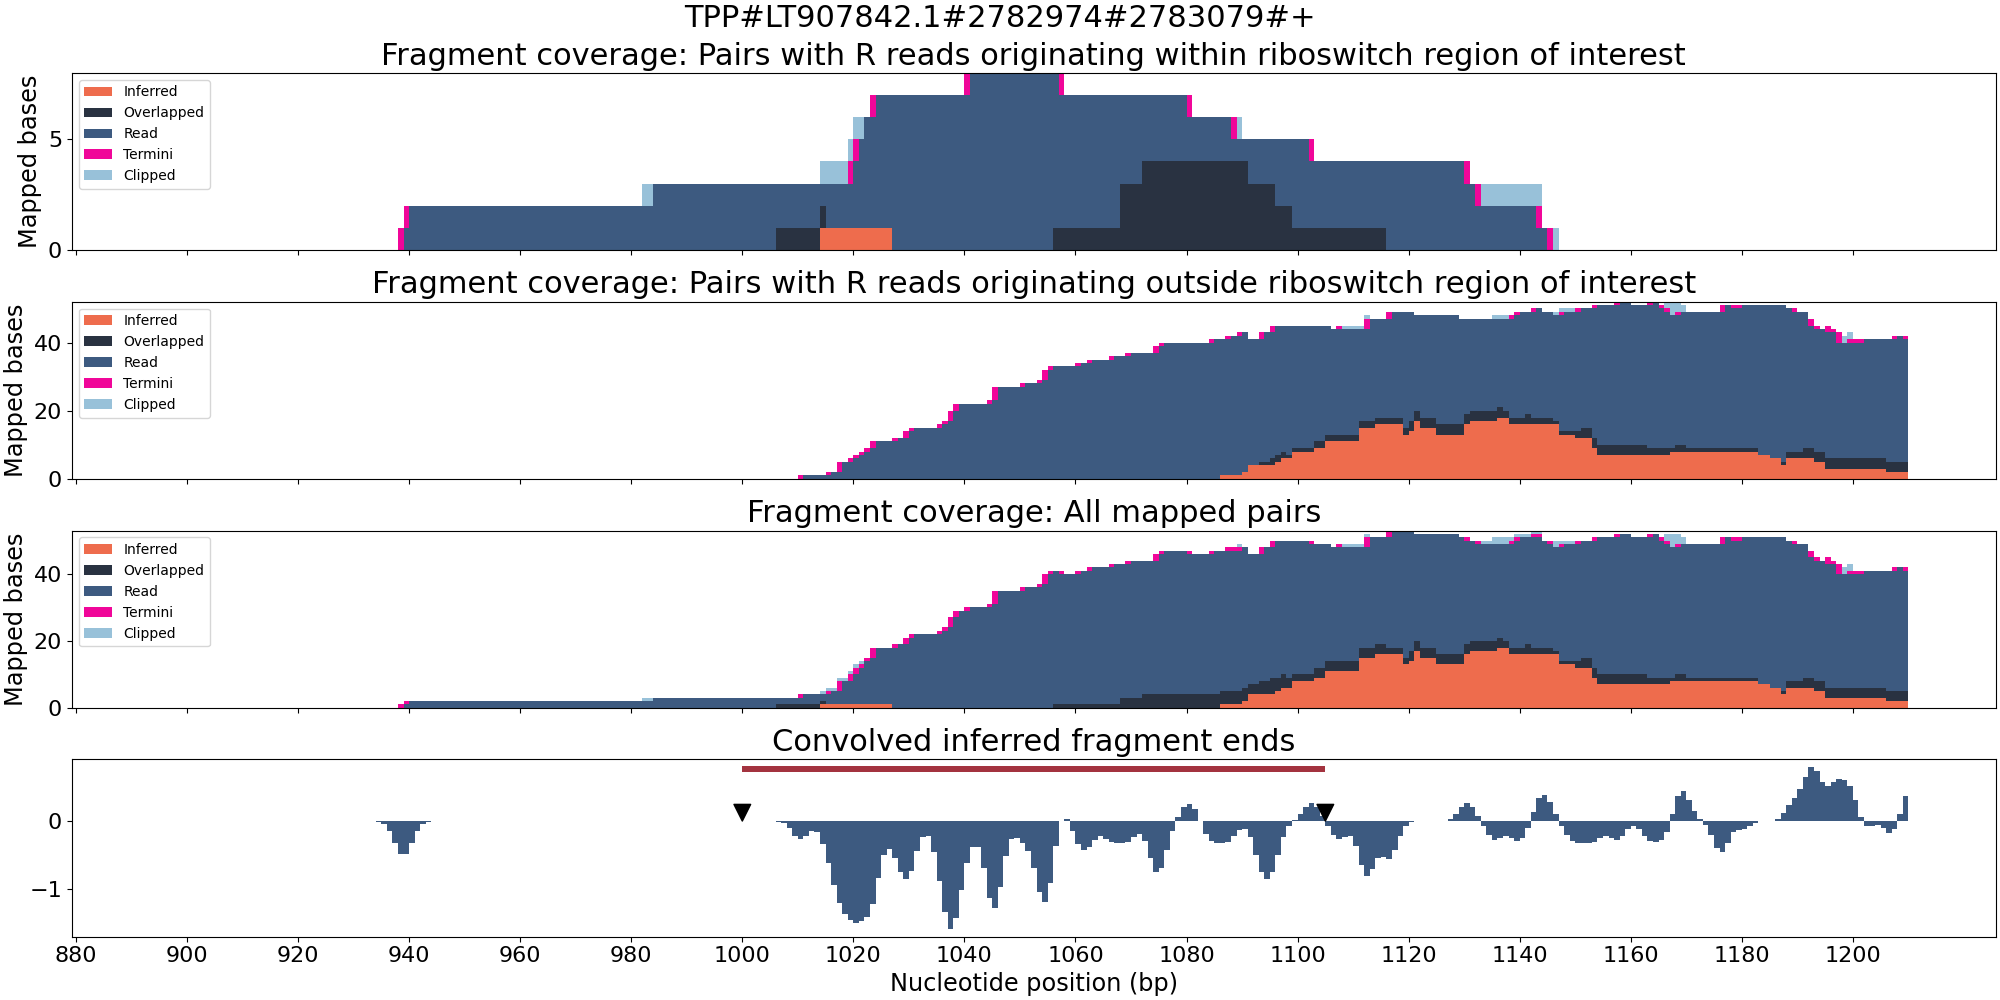 TPP#LT907842.1#2782974#2783079#+
Fragment coverage: Pairs with R reads originating within riboswitch region of interest
Mapped bases
5
0
Inferred
Overlapped
Read
Termini
Clipped
Fragment coverage: Pairs with R reads originating outside riboswitch region of interest
Mapped bases
40
20
0
Inferred
Overlapped
Read
Termini
Clipped
Fragment coverage: All mapped pairs
Mapped bases
40
20
0
Inferred
Overlapped
Read
Termini
Clipped
Convolved inferred fragment ends
0
−1
880 900 920 940 960 980 1000 1020 1040 1060 1080 1100 1120 1140 1160 1180 1200
Nucleotide position (bp)